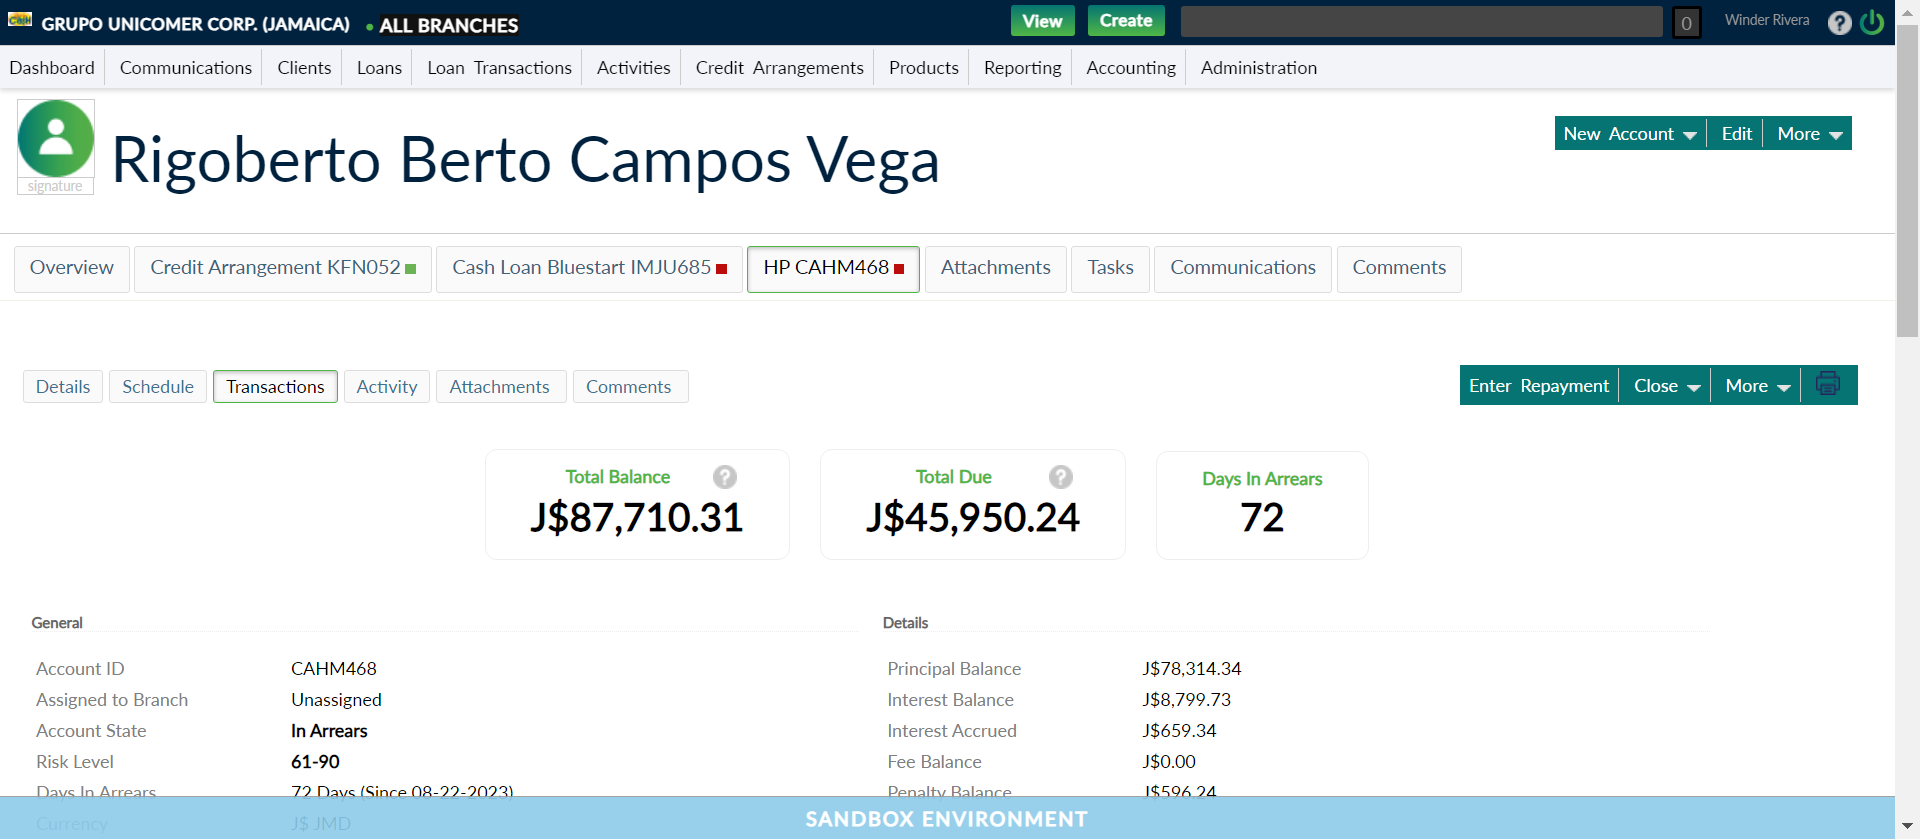 Cash GRUPO UNICOMER CORP. (JAMAICA) ALL BRANCHES View Create 0 Winder Rivera ?
Dashboard Communications Clients Loans Loan Transactions Activities Credit Arrangements Products Reporting Accounting Administration
signature
Rigoberto Berto Campos Vega
New Account Edit More
Overview Credit Arrangement KFN052 Cash Loan Bluestart IMJU685 HP CAHM468 Attachments Tasks Communications Comments
Details Schedule Transactions Activity Attachments Comments Enter Repayment Close More
Total Balance ? Total Due ? Days In Arrears
J$87,710.31 J$45,950.24 72
General Details
Account ID CAHM468 Principal Balance J$78,314.34
Assigned to Branch Unassigned Interest Balance J$8,799.73
Account State In Arrears Interest Accrued J$659.34
Risk Level 61-90 Fee Balance J$0.00
Days In Arrears 72 Days (Since 08-22-2023) Penalty Balance J$596.24
Currency J$ JMD
SANDBOX ENVIRONMENT